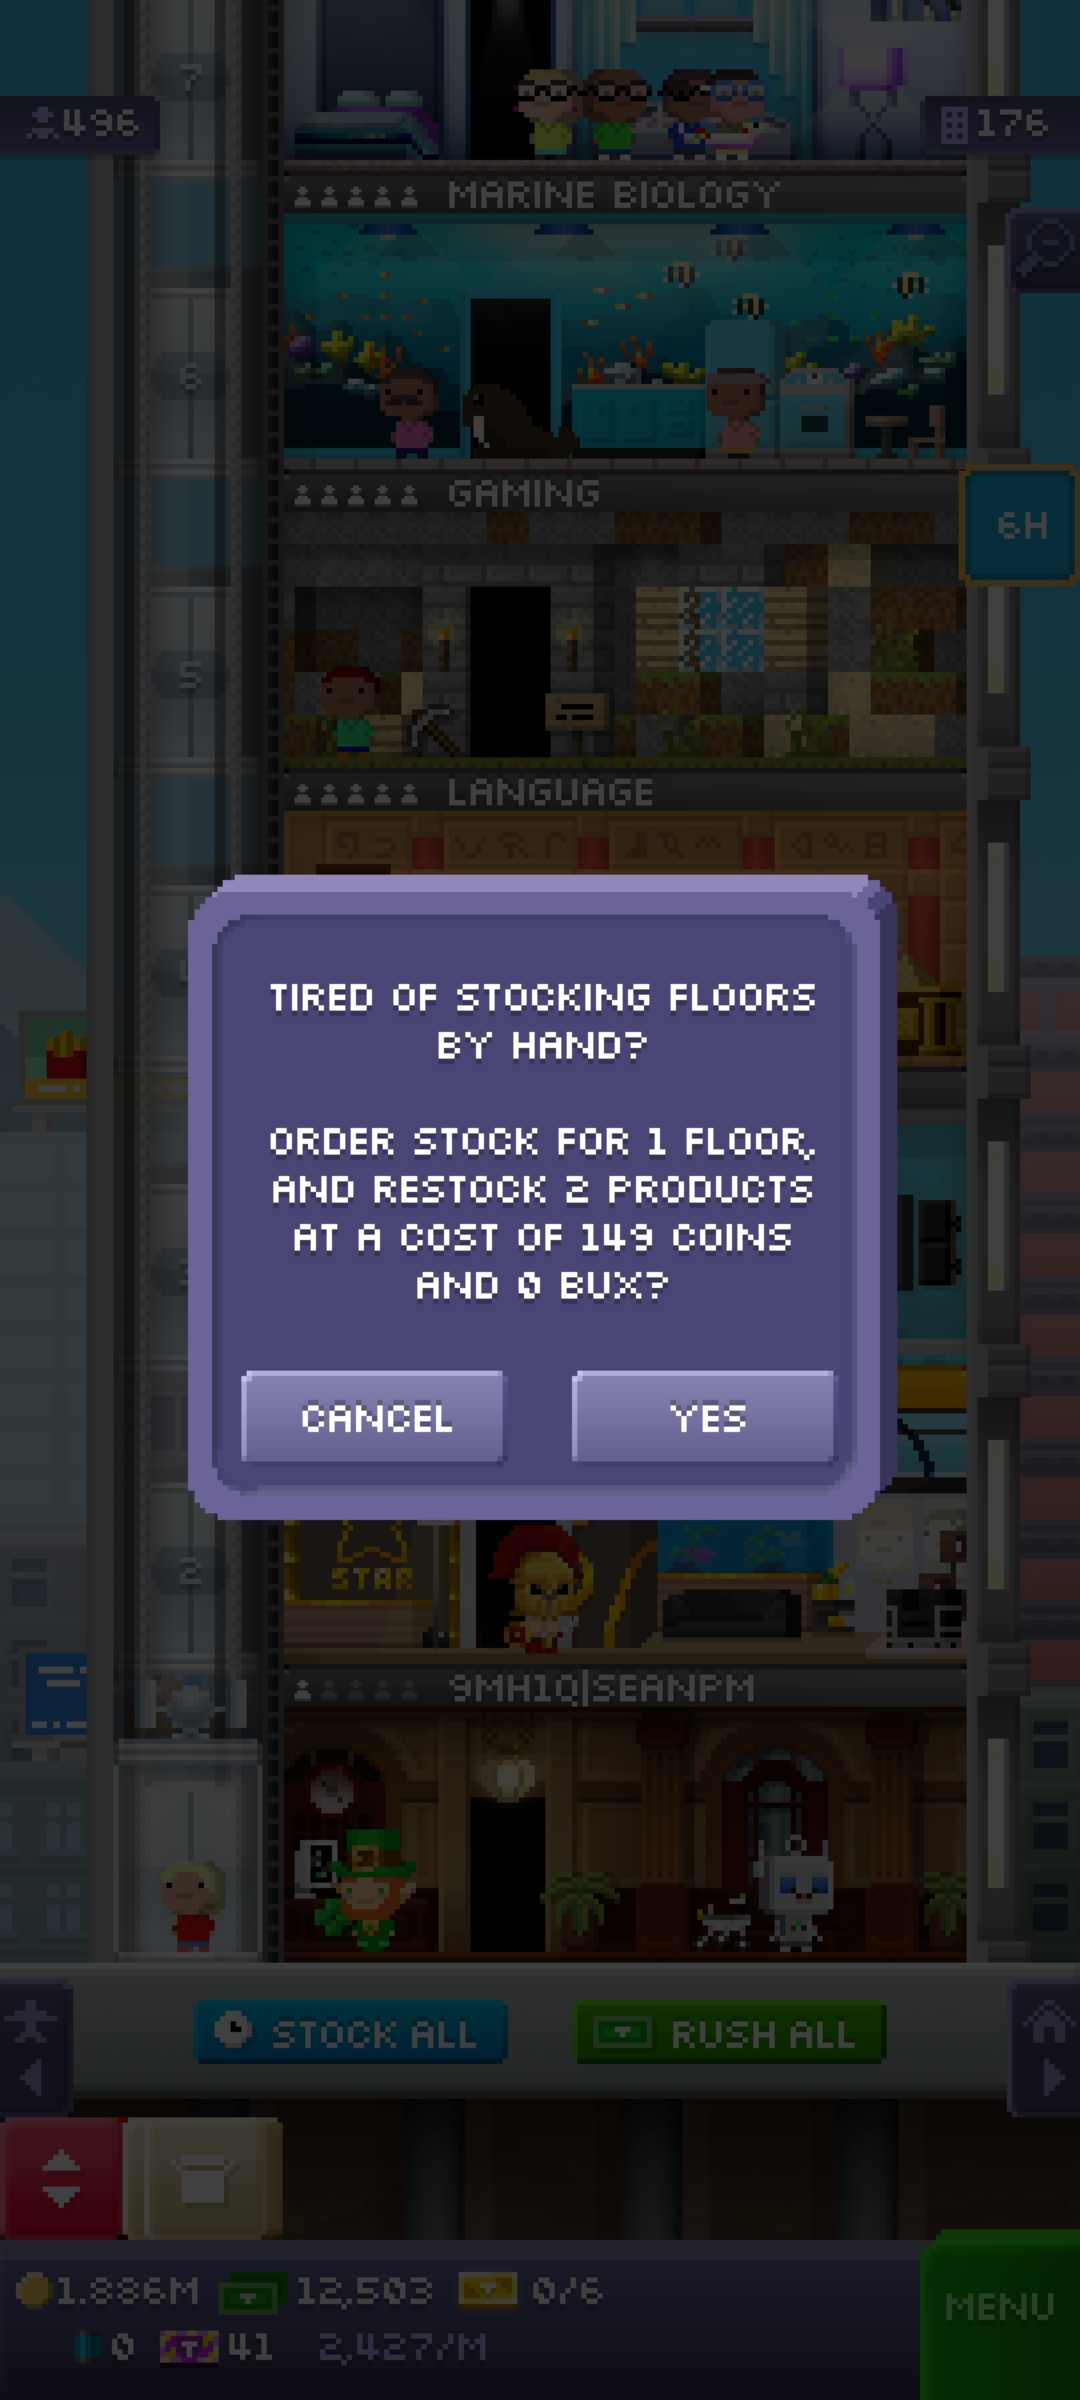 7
496
176
MARINE BIOLOGY
6
GAMING
6H
5
LANGUAGE
TIRED OF STOCKING FLOORS
BY HAND?
ORDER STOCK FOR 1 FLOOR,
AND RESTOCK 2 PRODUCTS
AT A COST OF 149 COINS
AND 0 BUX?
CANCEL
YES
2
STAR
9MH1Q|SEANPM
STOCK ALL
RUSH ALL
1.886M
12,503
0/6
MENU
0
41
2,427/M